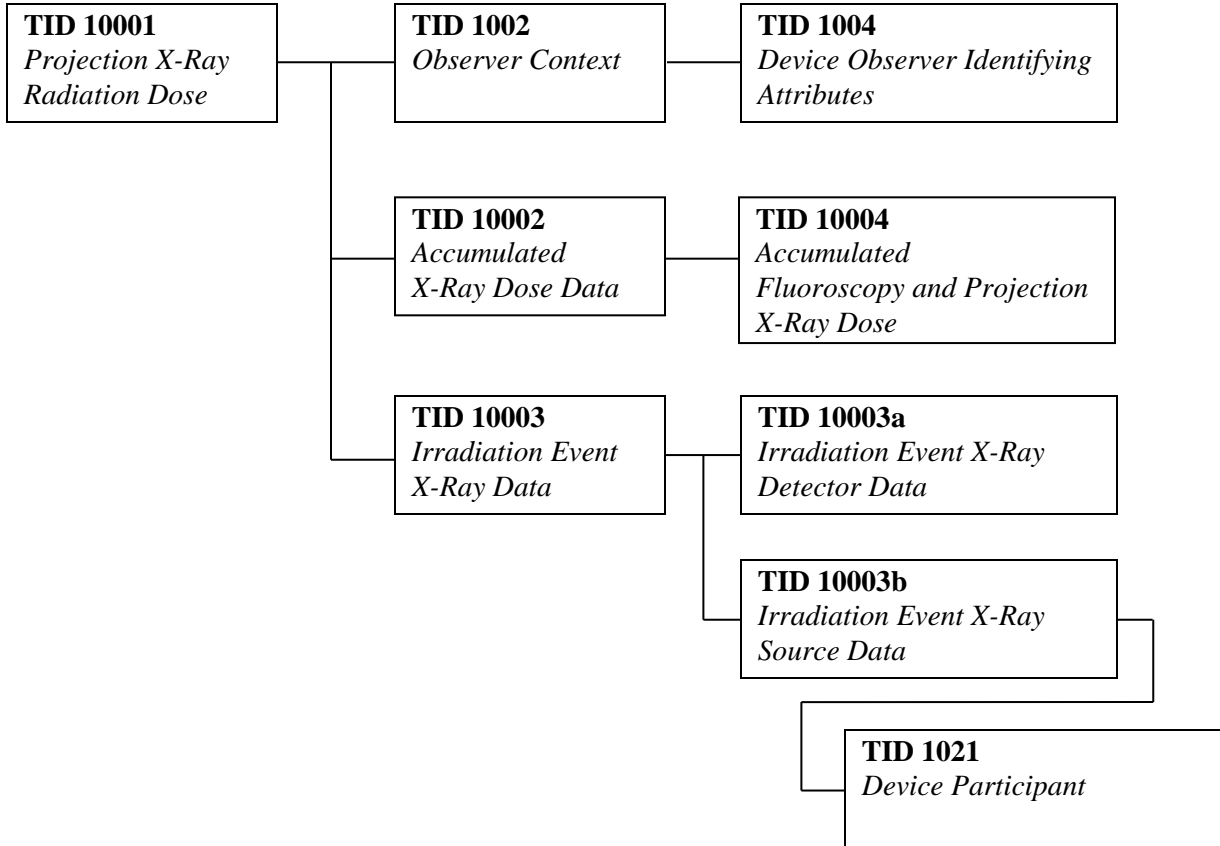 TID 10001
Projection X-Ray
Radiation Dose
TID 1002
Observer Context
TID 1004
Device Observer Identifying
Attributes
TID 10002
Accumulated
X-Ray Dose Data
TID 10004
Accumulated
Fluoroscopy and Projection
X-Ray Dose
TID 10003
Irradiation Event
X-Ray Data
TID 10003a
Irradiation Event X-Ray
Detector Data
TID 10003b
Irradiation Event X-Ray
Source Data
TID 1021
Device Participant